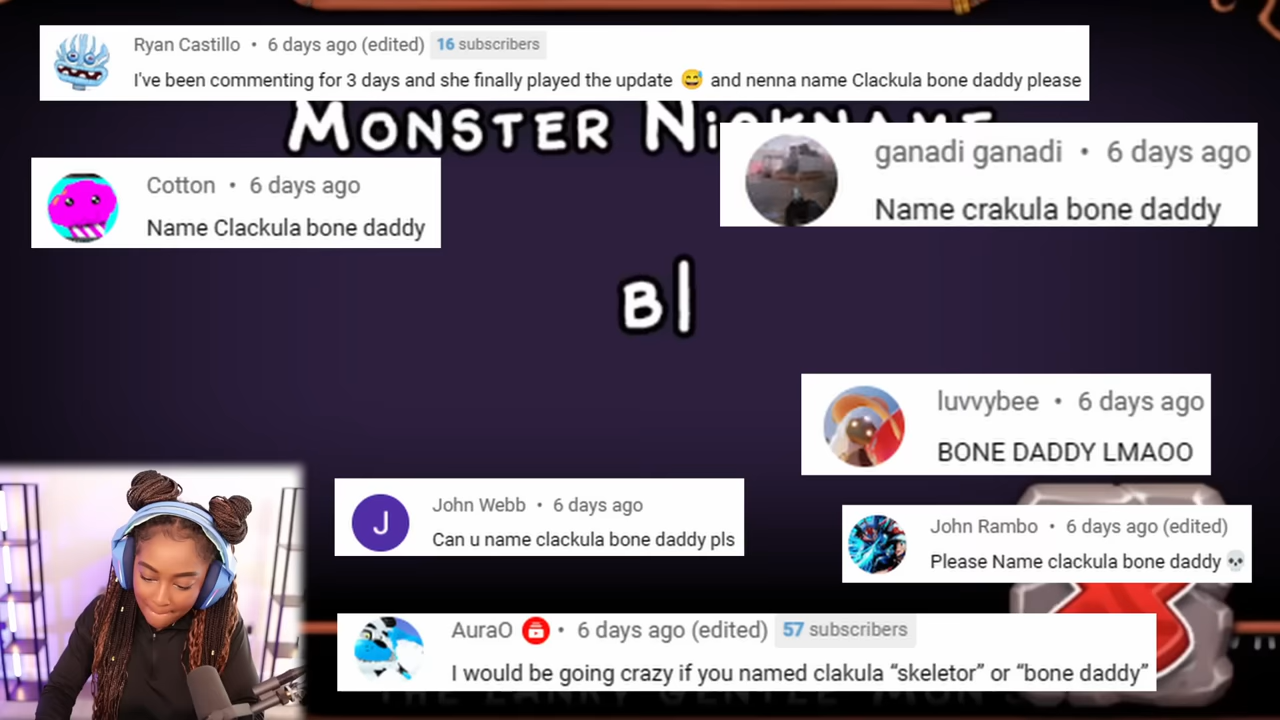 Ryan Castillo • 6 days ago (edited) 16 subscribers
I've been commenting for 3 days and she finally played the update 😅 and nenna name Clackula bone daddy please
MONSTER NICKNAME
ganadi ganadi • 6 days ago
Name crakula bone daddy
Cotton • 6 days ago
Name Clackula bone daddy
B|
luvvybee • 6 days ago
BONE DADDY LMAOO
John Webb • 6 days ago
Can u name clackula bone daddy pls
J
John Rambo • 6 days ago (edited)
Please Name clackula bone daddy 💀
AuraO • 6 days ago (edited) 57 subscribers
I would be going crazy if you named clakula “skeletor” or “bone daddy”